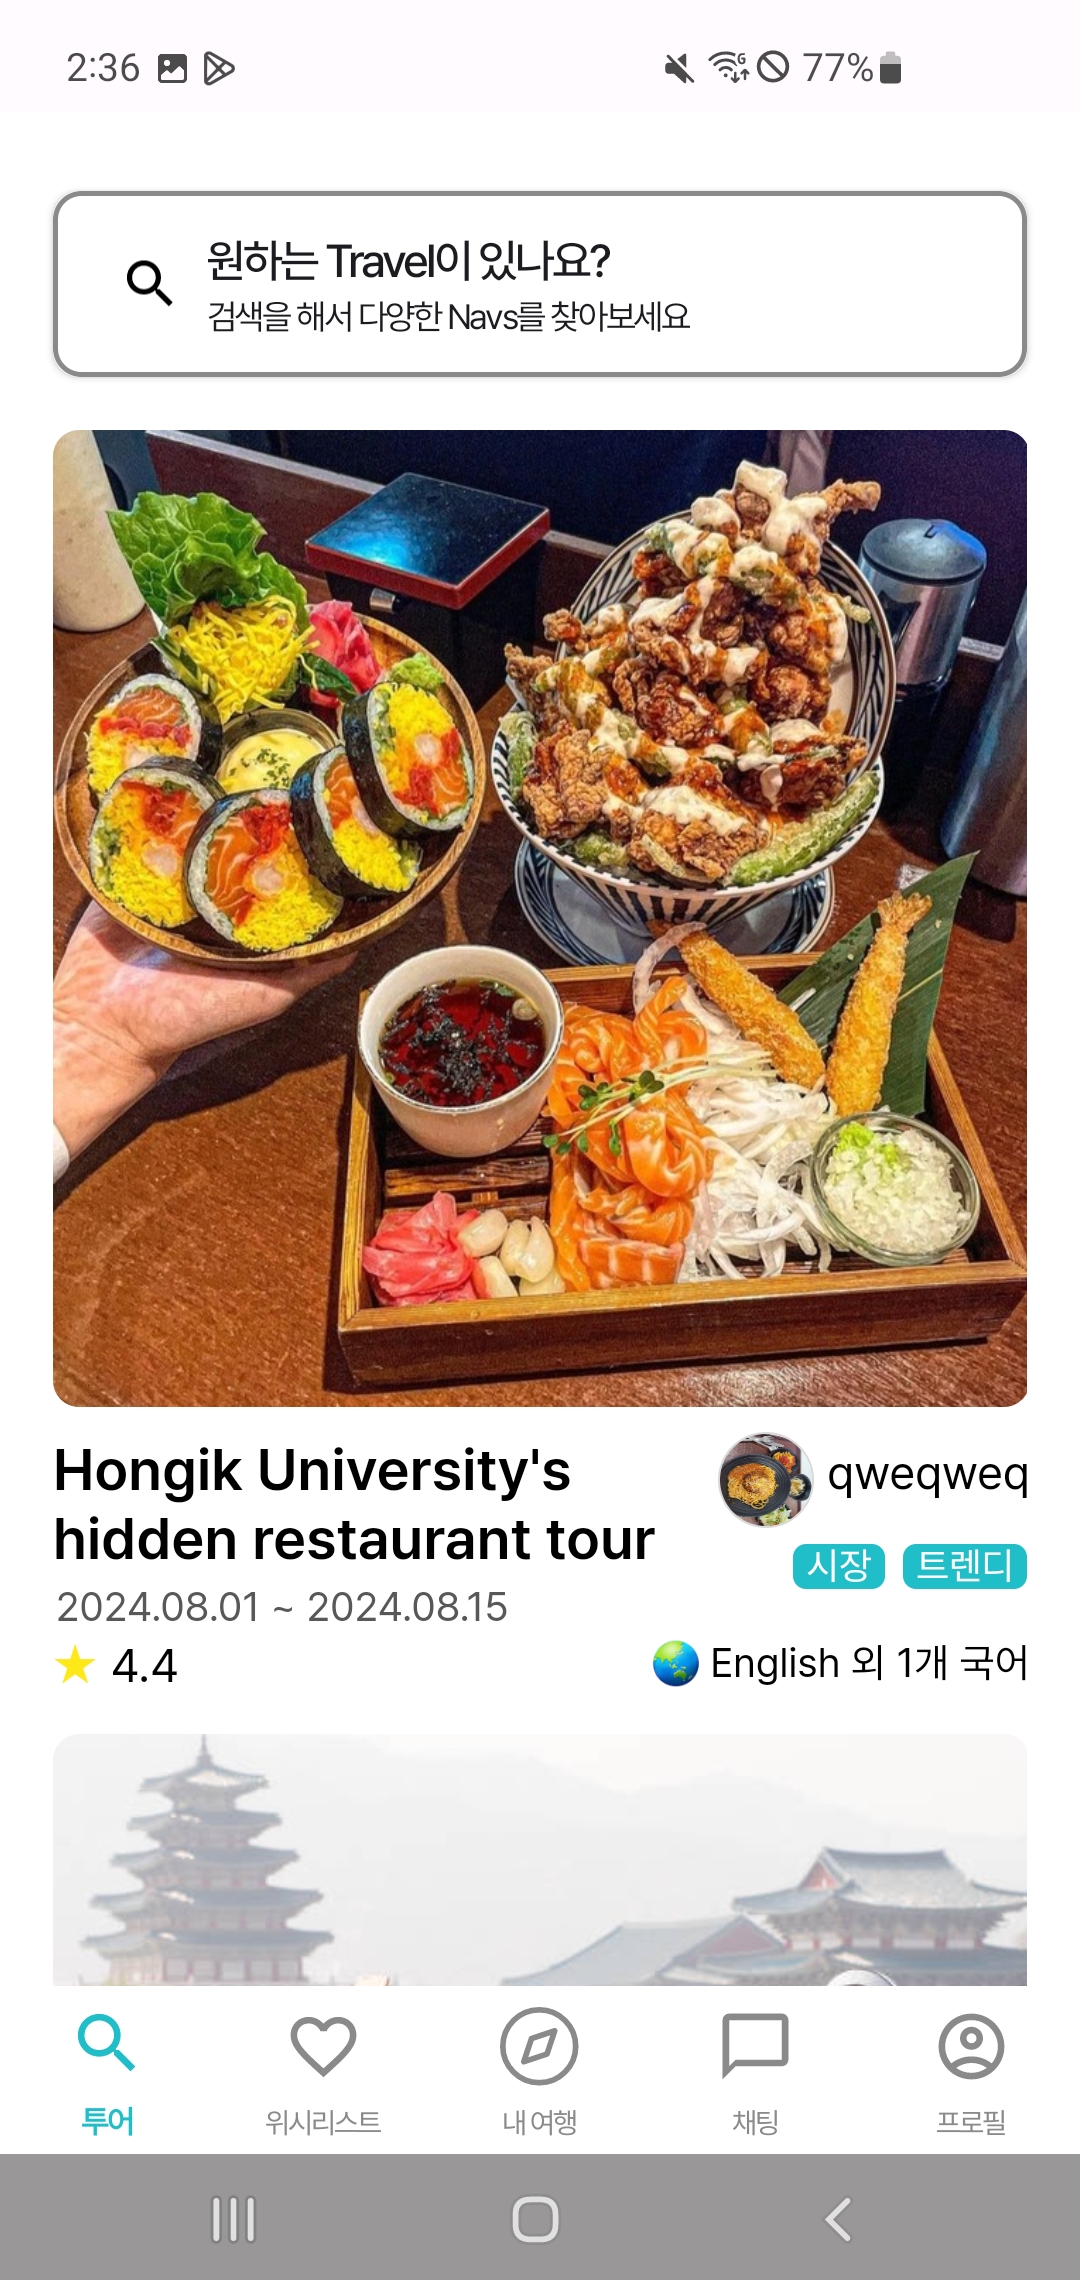 2:36
77%
원하는 Travel이 있나요?
검색을 해서 다양한 Navs를 찾아보세요
Hongik University's
hidden restaurant tour
qweqweq
시장 트렌디
2024.08.01 ~ 2024.08.15
4.4
English 외 1개 국어
투어
위시리스트
내 여행
채팅
프로필